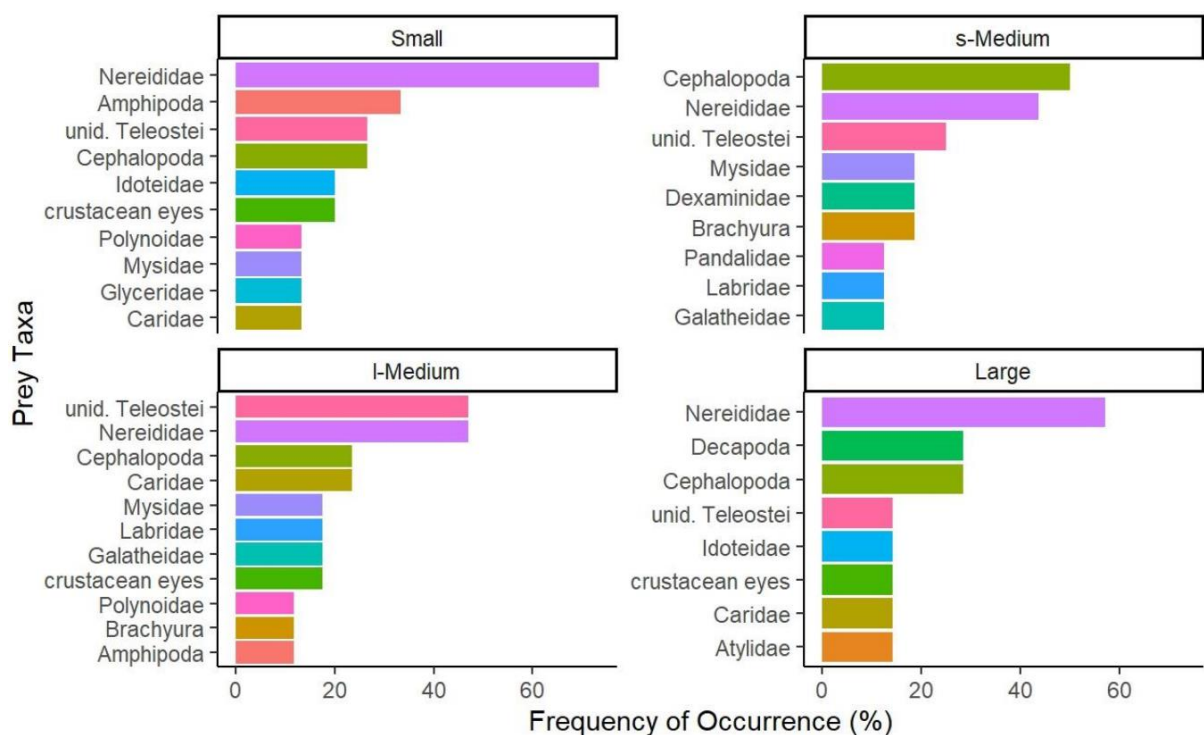 Small
Nereididae
Amphipoda
unid. Teleostei
Cephalopoda
Idoteidae
crustacean eyes
Polynoidae
Mysidae
Glyceridae
Caridae
s-Medium
Cephalopoda
Nereididae
unid. Teleostei
Mysidae
Dexaminidae
Brachyura
Pandalidae
Labridae
Galatheidae
Prey Taxa
l-Medium
unid. Teleostei
Nereididae
Cephalopoda
Caridae
Mysidae
Labridae
Galatheidae
crustacean eyes
Polynoidae
Brachyura
Amphipoda
0 20 40 60
Large
Nereididae
Decapoda
Cephalopoda
unid. Teleostei
Idoteidae
crustacean eyes
Caridae
Atylidae
0 20 40 60
Frequency of Occurrence (%)